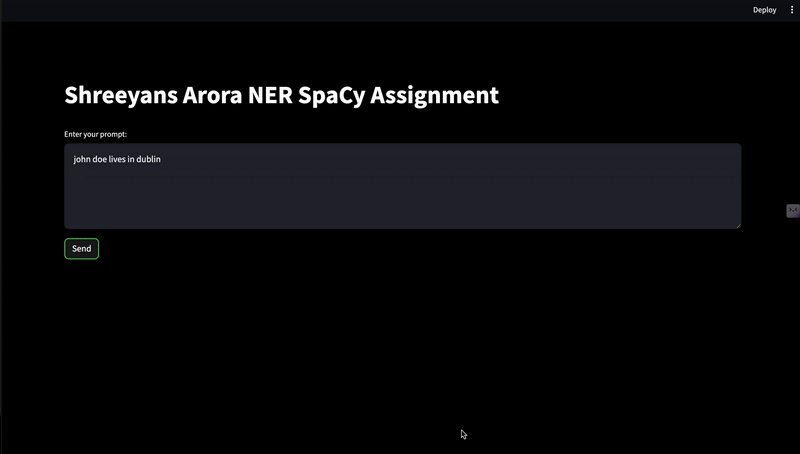 Deploy
Shreeyans Arora NER SpaCy Assignment
Enter your prompt:
john doe lives in dublin
Send